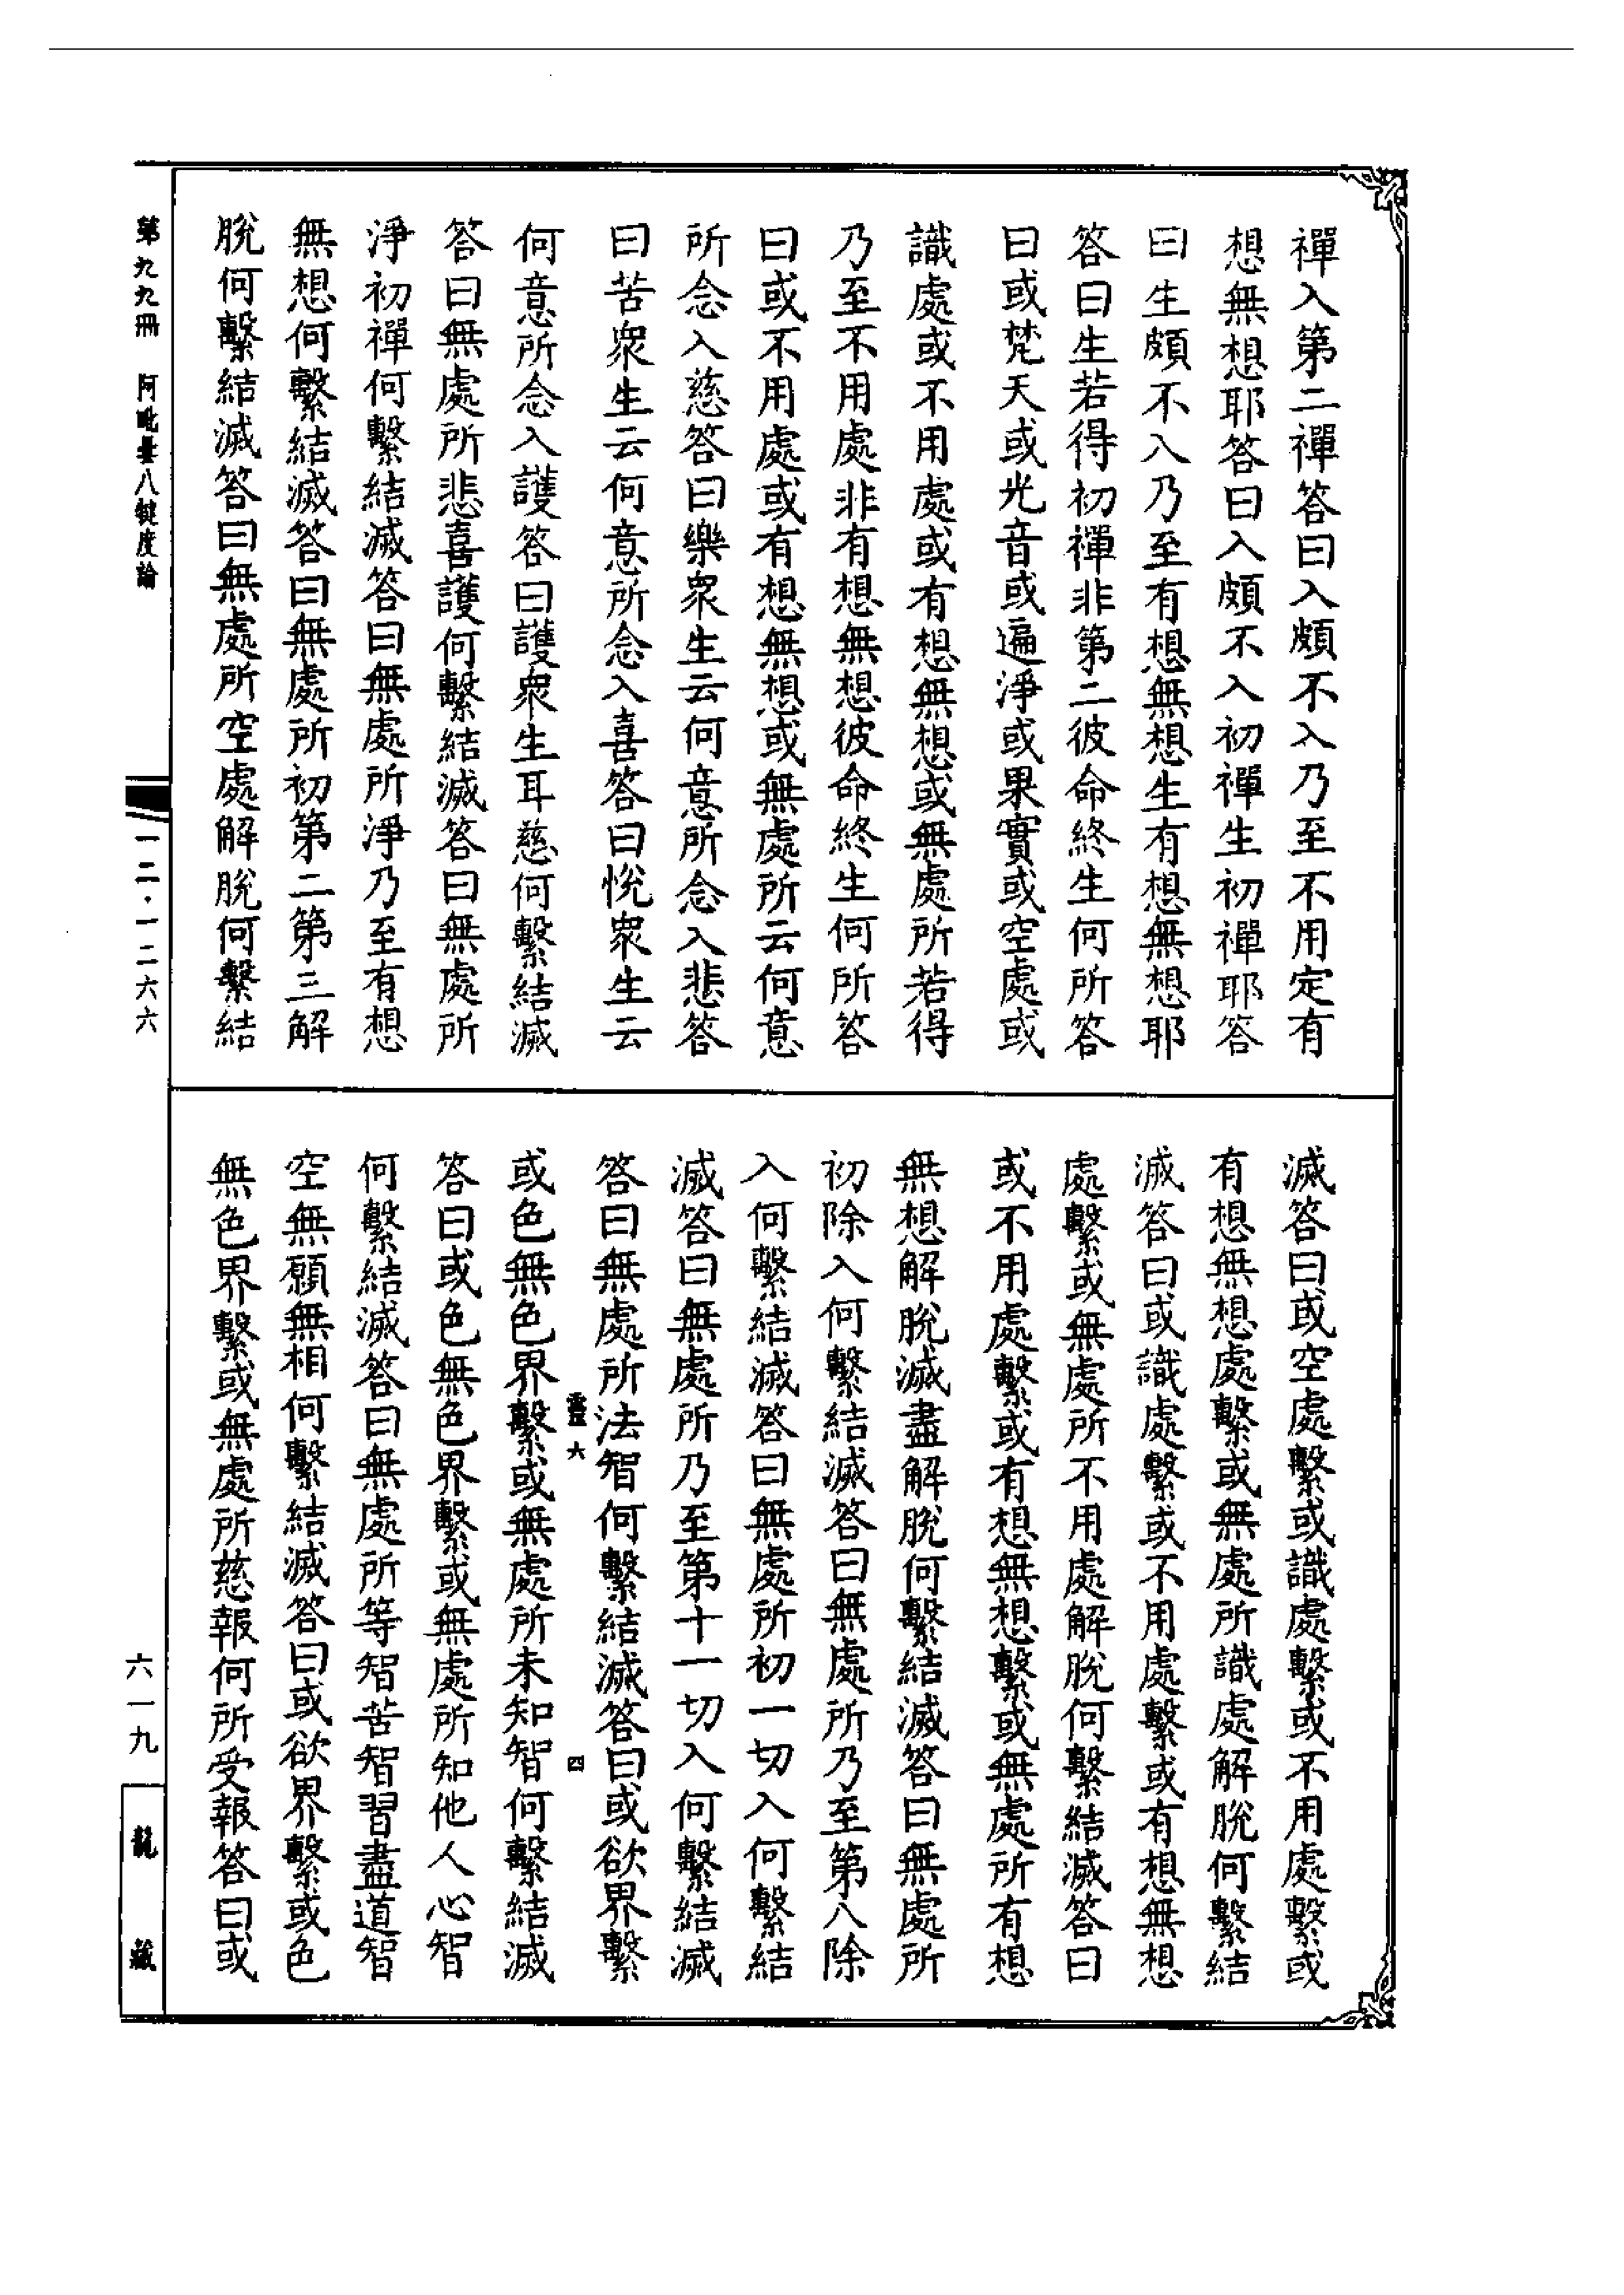 禪入第二禪答曰入頗不入乃至不用定有
想無想耶答曰入頗不入初禪生初禪耶答
曰生頗不入乃至有想無想生有想無想耶
答曰生若得初禪非第二彼命終生何所答
曰或梵天或光音或遍淨或果實或空處或
識處或不用處或有想無想或無處所若得
乃至不用處非有想無想彼命終生何所答
曰或不用處或有想無想或無處所云何意
所念入慈答曰樂衆生云何意所念入悲答
曰苦衆生云何意所念入喜答曰悅衆生云
何意所念入護答曰護衆生耳慈何繫結滅
答曰無處所悲喜護何繫結滅答曰無處所
淨初禪何繫結滅答曰無處所淨乃至有想
無想何繫結滅答曰無處所初第二第三解
脫何繫結滅答曰無處所空處解脫何繫結
滅答曰或空處繫或識處繫或不用處繫或
有想無想處繫或無處所識處解脫何繫結
滅答曰或識處繫或不用處繫或有想無想
處繫或無處所不用處解脫何繫結滅答曰
或不用處繫或有想無想繫或無處所有想
無想解脫滅盡解脫何繫結滅答曰無處所
初除入何繫結滅答曰無處所乃至第八除
入何繫結滅答曰無處所初一切入何繫結
滅答曰無處所乃至第十一切入何繫結滅
答曰無處所法智何繫結滅答曰或欲界繫
靈六 四
或色無色界繫或無處所未知智何繫結滅
答曰或色無色界繫或無處所知他人心智
何繫結滅答曰無處所等智苦智習盡道智
空無願無相何繫結滅答曰或欲界繫或色
無色界繫或無處所慈報何所受報答曰或
第九九冊 阿毗曇八犍度論
一二·一二六六
六一九
龍藏